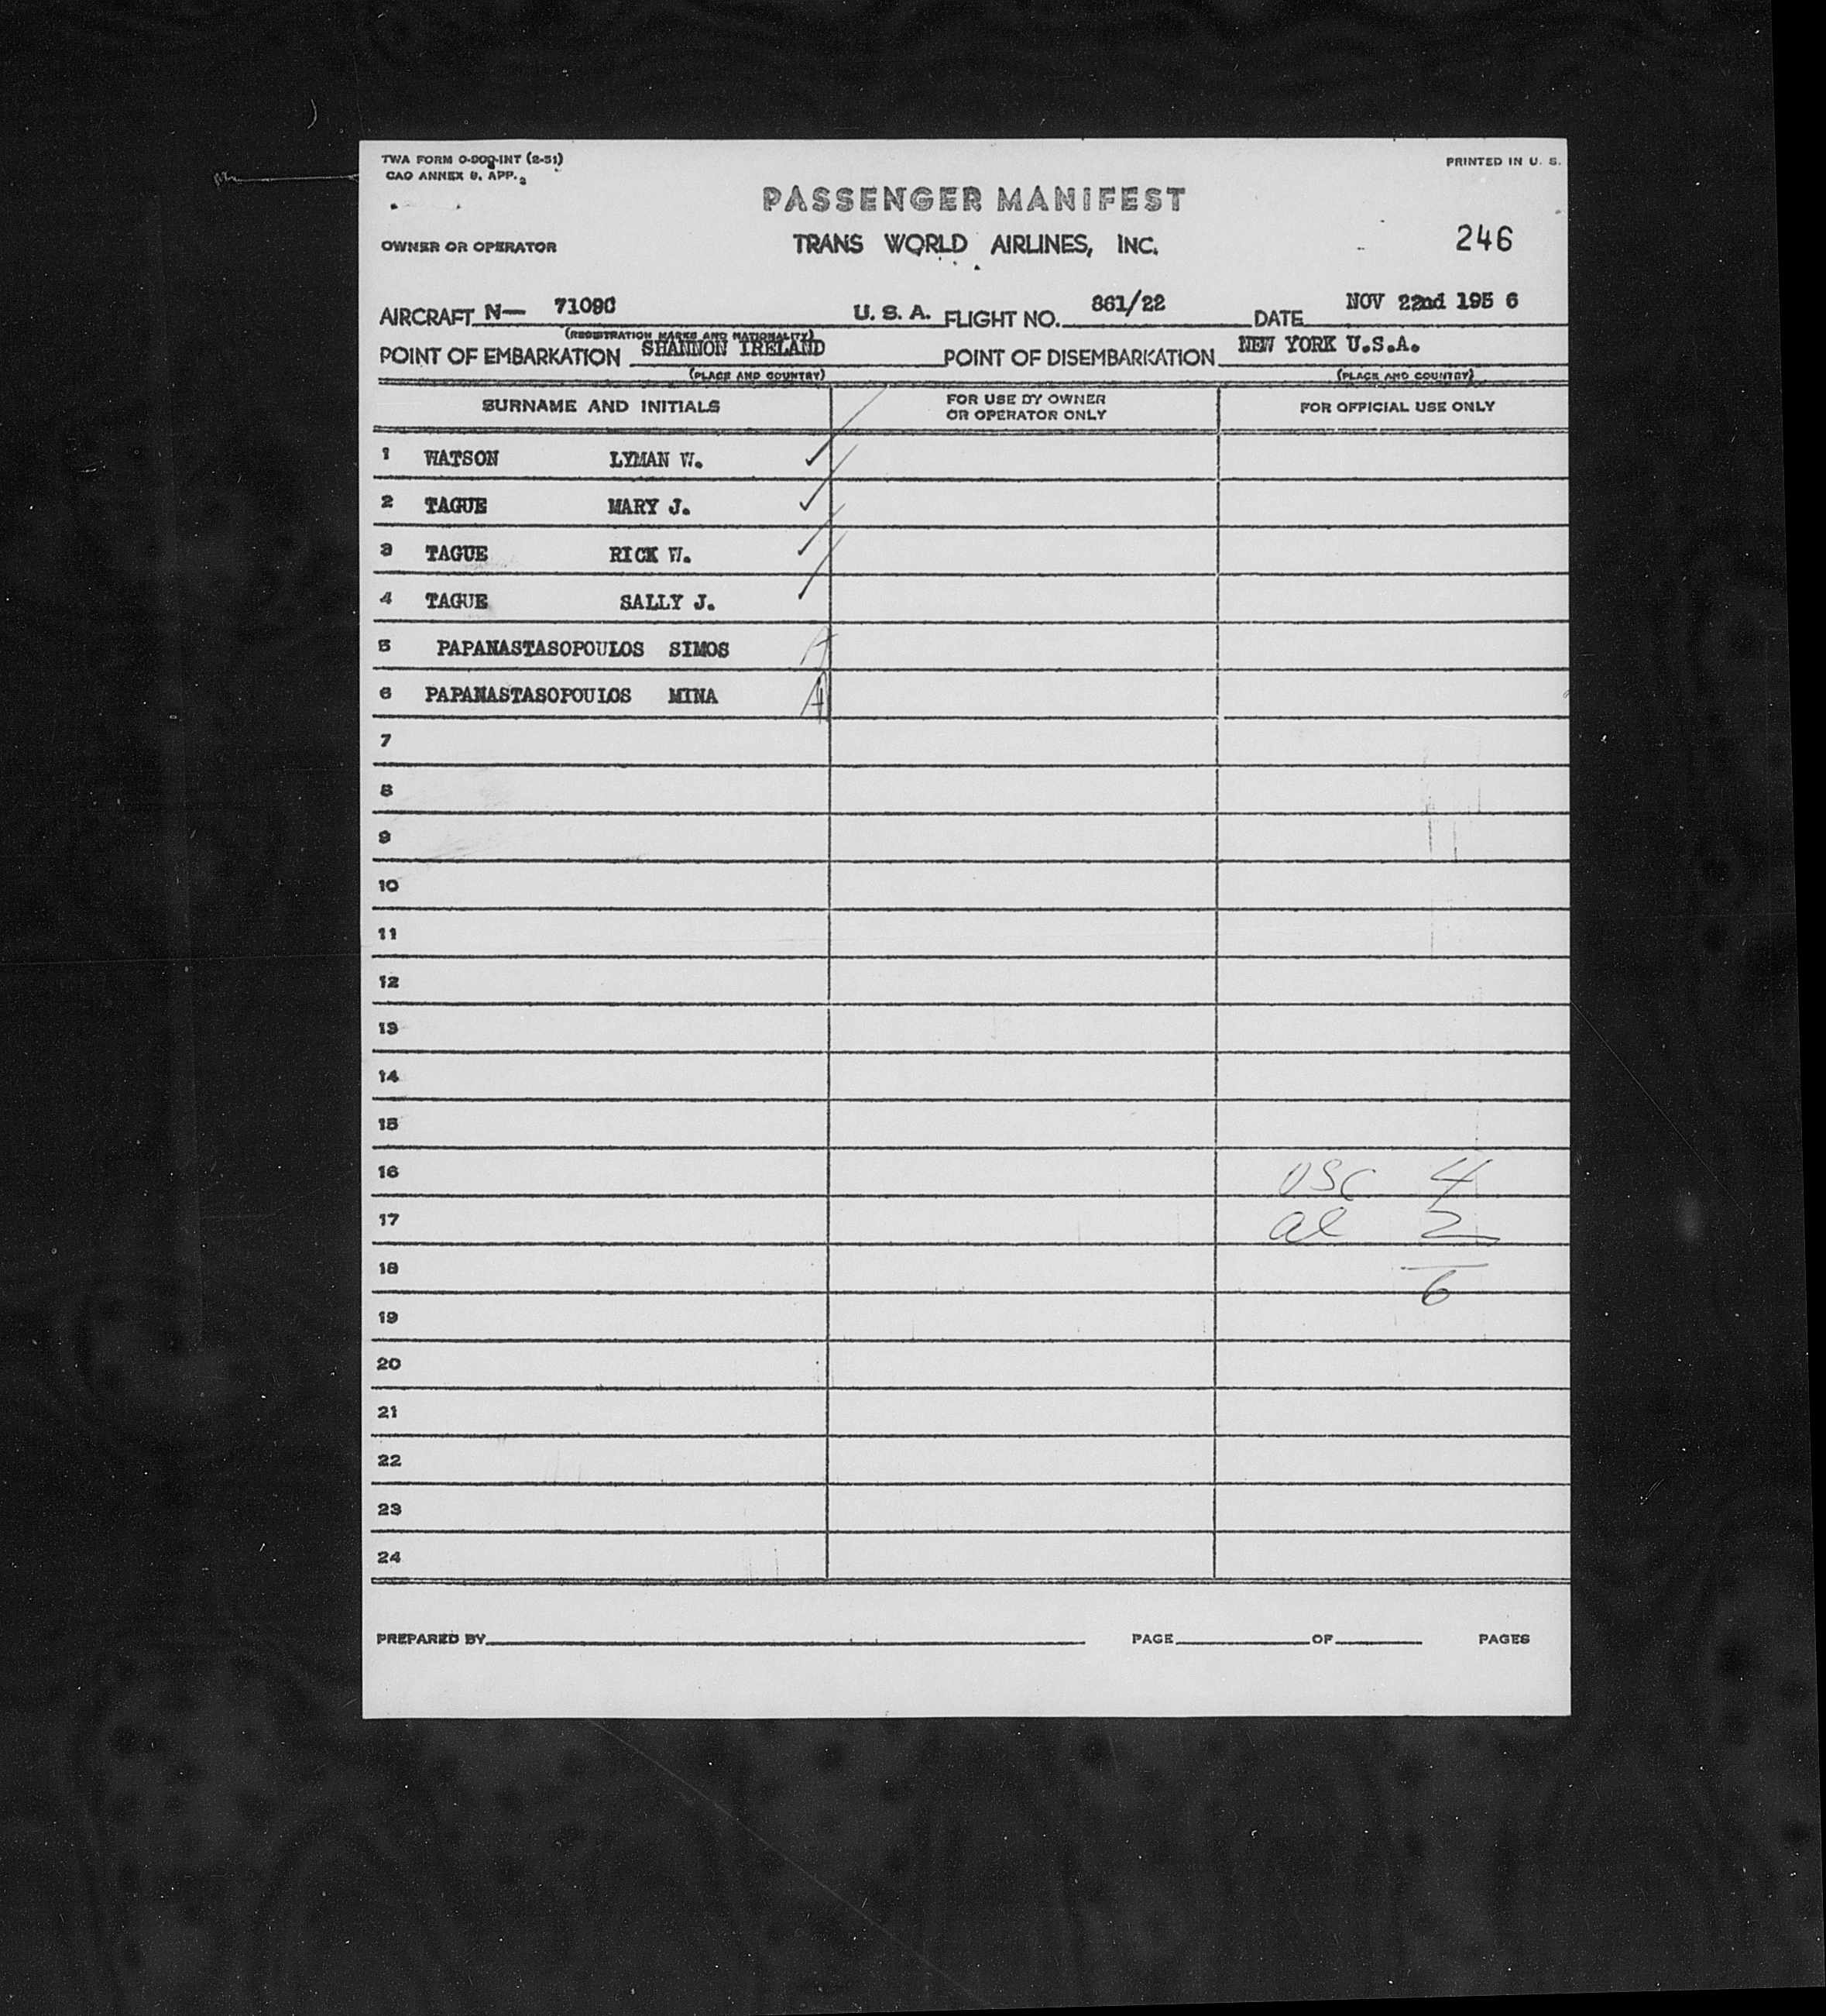 TWA FORM O-900-INT (2-51)
PRINTED IN U. S.
CAO ANNEX 9. APP. 2
PASSENGER MANIFEST
OWNER OR OPERATOR TRANS WORLD AIRLINES, INC. 246
AIRCRAFT N— 71090 U. S. A. FLIGHT NO. 861/22 DATE NOV 22nd 195 6
(REGISTRATION MARKS AND NATIONALITY)
POINT OF EMBARKATION SHANNON IRELAND POINT OF DISEMBARKATION NEW YORK U.S.A.
(PLACE AND COUNTRY) (PLACE AND COUNTRY)
SURNAME AND INITIALS FOR USE BY OWNER OR OPERATOR ONLY FOR OFFICIAL USE ONLY
1 WATSON LYMAN W. ✓
2 TAGUE MARY J. ✓
3 TAGUE RICK W. ✓
4 TAGUE SALLY J. ✓
5 PAPANASTASOPOULOS SIMOS A
6 PAPANASTASOPOULOS MINA A
7
8
9
10
11
12
13
14
15
16 USC 4
17 al 2
18 6
19
20
21
22
23
24
PREPARED BY PAGE OF PAGES